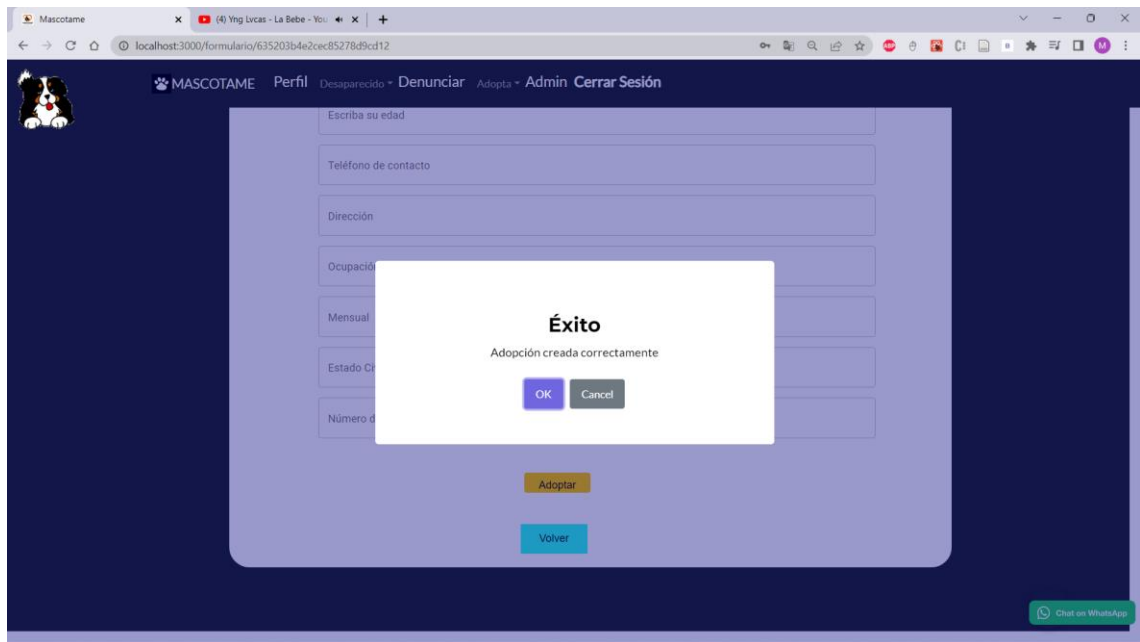 Mascotame
(4) Yng Lvcas - La Bebe - You
localhost:3000/formulario/635203b4e2cec85278d9cd12
MASCOTAME Perfil Desaparecido Denunciar Adopta Admin Cerrar Sesión
Escriba su edad
Teléfono de contacto
Dirección
Ocupación
Mensual
Estado Ci
Número d
Éxito
Adopción creada correctamente
OK Cancel
Adoptar
Volver
Chat on WhatsApp